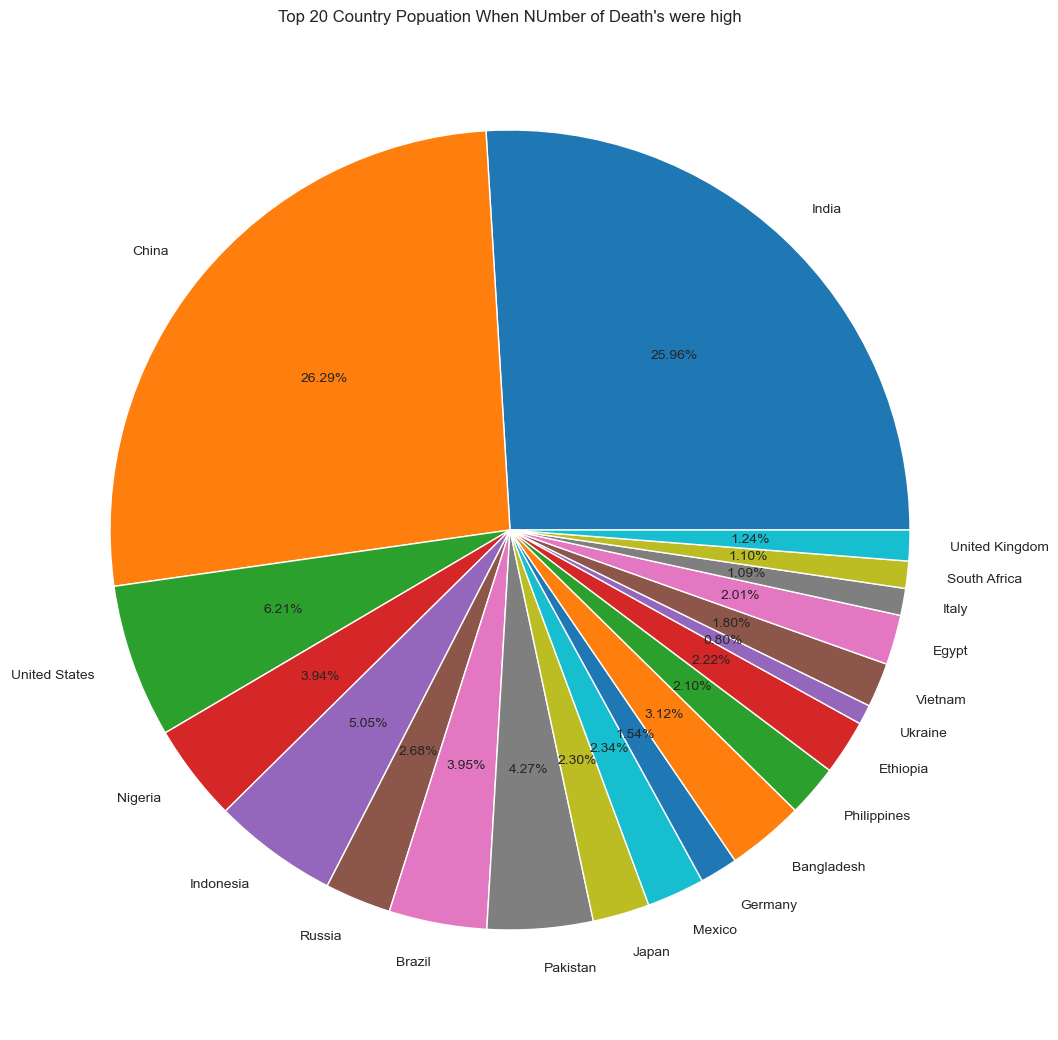 Top 20 Country Popuation When NUmber of Death's were high
India
China
25.96%
26.29%
1.24%
United Kingdom
1.10%
South Africa
1.09%
Italy
2.01%
Egypt
1.80%
Vietnam
0.80%
Ukraine
2.22%
Ethiopia
2.10%
Philippines
3.12%
Bangladesh
1.54%
Germany
2.34%
Mexico
2.30%
Japan
4.27%
Pakistan
3.95%
Brazil
2.68%
Russia
5.05%
Indonesia
3.94%
Nigeria
6.21%
United States